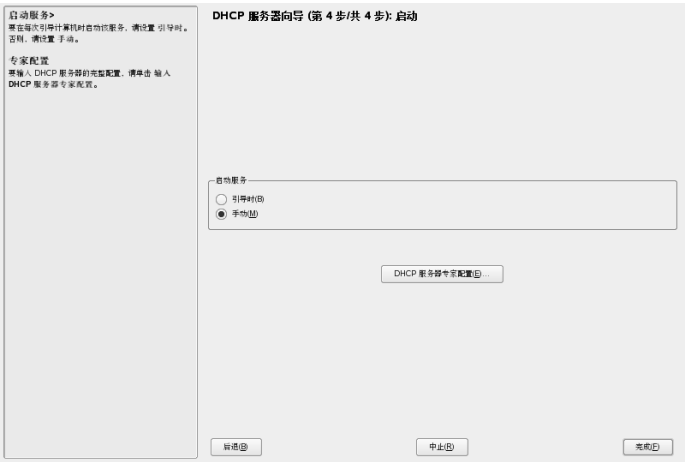 启动服务>
要在每次引导计算机时启动该服务，请设置 引导时。
否则，请设置 手动。
专家配置
要输入 DHCP 服务器的完整配置，请单击 输入
DHCP 服务器专家配置。
DHCP 服务器向导 (第 4 步/共 4 步): 启动
启动服务
引导时(B)
手动(M)
DHCP 服务器专家配置(E)...
后退(B)
中止(R)
完成(F)